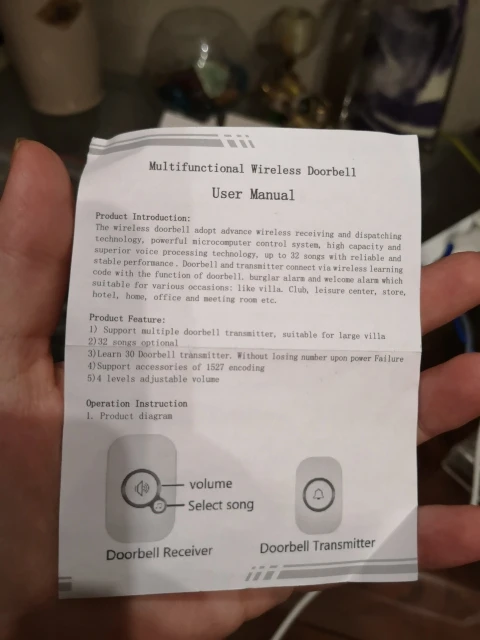 Multifunctional Wireless Doorbell
User Manual
Product Introduction:
The wireless doorbell adopt advance wireless receiving and dispatching
technology, powerful microcomputer control system, high capacity and
superior voice processing technology, up to 32 songs with reliable and
stable performance. Doorbell and transmitter connect via wireless learning
code with the function of doorbell, burglar alarm and welcome alarm which
suitable for various occasions: like villa. Club, leisure center, store,
hotel, home, office and meeting room etc.
Product Feature:
1) Support multiple doorbell transmitter, suitable for large villa
2)32 songs optional
3)Learn 30 Doorbell transmitter. Without losing number upon power Failure
4)Support accessories of 1527 encoding
5)4 levels adjustable volume
Operation Instruction
1. Product diagram
volume
Select song
Doorbell Receiver
Doorbell Transmitter